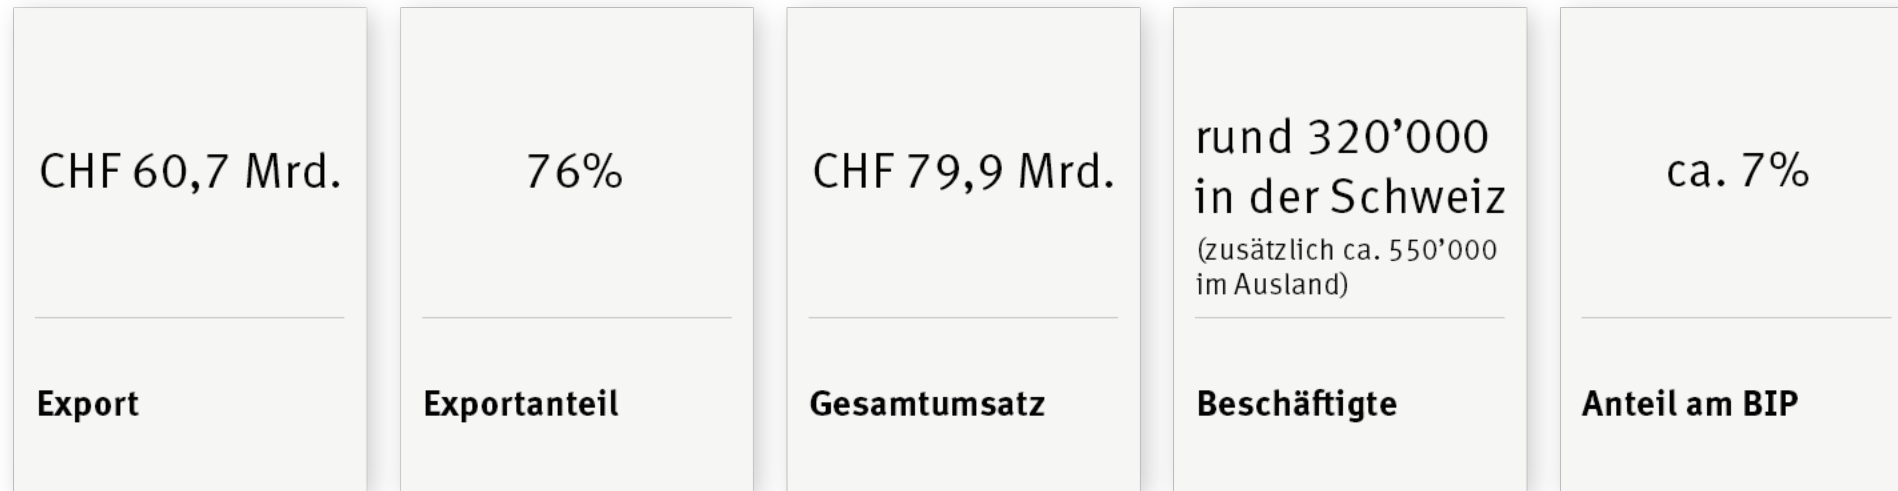 CHF 60,7 Mrd.
Export
76%
Exportanteil
CHF 79,9 Mrd.
Gesamtumsatz
rund 320’000
in der Schweiz
(zusätzlich ca. 550’000
im Ausland)
Beschäftigte
ca. 7%
Anteil am BIP